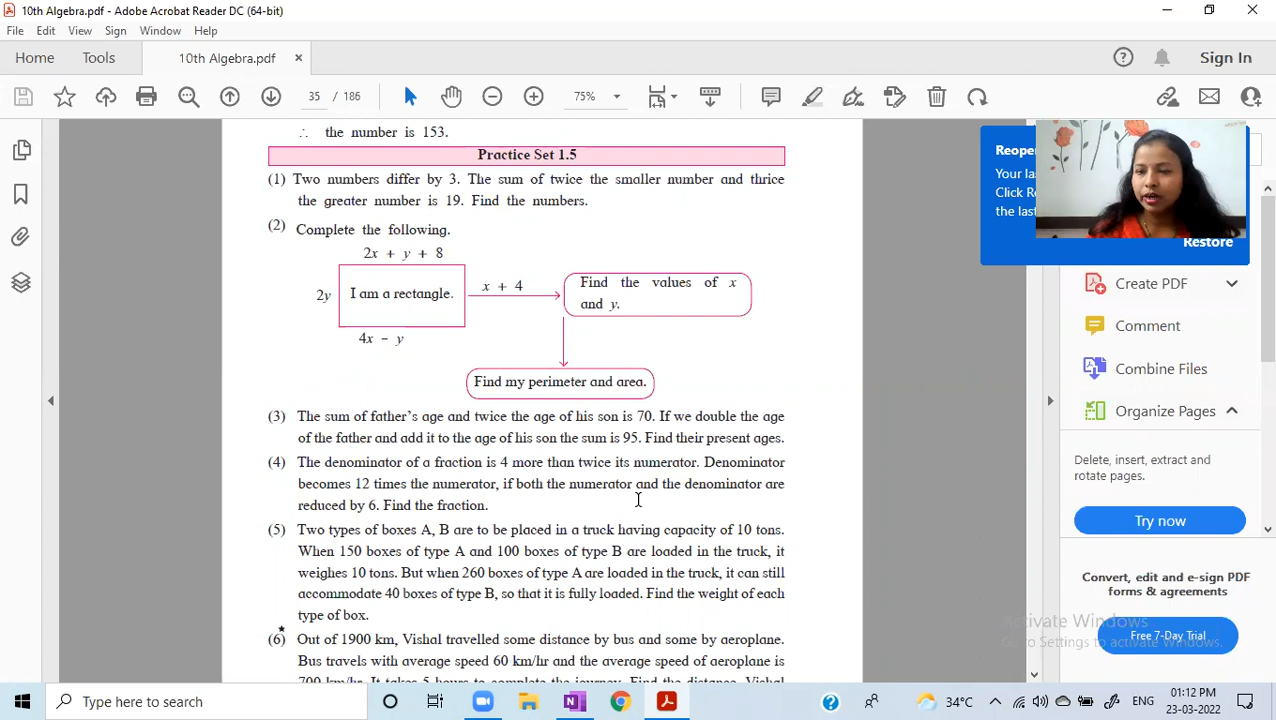 10th Algebra.pdf - Adobe Acrobat Reader DC (64-bit)
File Edit View Sign Window Help
Home Tools 10th Algebra.pdf Sign In
35 / 186 75%
∴ the number is 153.
Practice Set 1.5
(1) Two numbers differ by 3. The sum of twice the smaller number and thrice
the greater number is 19. Find the numbers.
(2) Complete the following.
2x + y + 8
2y
I am a rectangle.
x + 4
Find the values of x
and y.
4x - y
Find my perimeter and area.
(3) The sum of father's age and twice the age of his son is 70. If we double the age
of the father and add it to the age of his son the sum is 95. Find their present ages.
(4) The denominator of a fraction is 4 more than twice its numerator. Denominator
becomes 12 times the numerator, if both the numerator and the denominator are
reduced by 6. Find the fraction.
(5) Two types of boxes A, B are to be placed in a truck having capacity of 10 tons.
When 150 boxes of type A and 100 boxes of type B are loaded in the truck, it
weighes 10 tons. But when 260 boxes of type A are loaded in the truck, it can still
accommodate 40 boxes of type B, so that it is fully loaded. Find the weight of each
type of box.
(6)★ Out of 1900 km, Vishal travelled some distance by bus and some by aeroplane.
Bus travels with average speed 60 km/hr and the average speed of aeroplane is
700 km/hr. It takes 5 hours to complete the journey. Find the distance, Vishal
Reope
Your la
Click Re
the last
Restore
Create PDF
Comment
Combine Files
Organize Pages
Delete, insert, extract and
rotate pages.
Try now
Convert, edit and e-sign PDF
forms & agreements
Free 7-Day Trial
Activate Windows
Go to Settings to activate Windows.
Type here to search
34°C
ENG
01:12 PM
23-03-2022